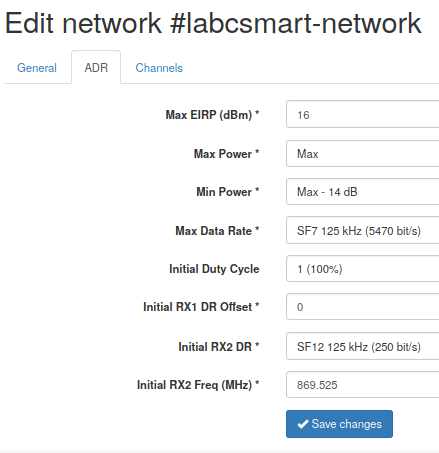 Edit network #labcsmart-network
General ADR Channels
Max EIRP (dBm) * 16
Max Power * Max
Min Power * Max - 14 dB
Max Data Rate * SF7 125 kHz (5470 bit/s)
Initial Duty Cycle 1 (100%)
Initial RX1 DR Offset * 0
Initial RX2 DR * SF12 125 kHz (250 bit/s)
Initial RX2 Freq (MHz) * 869.525
✔ Save changes